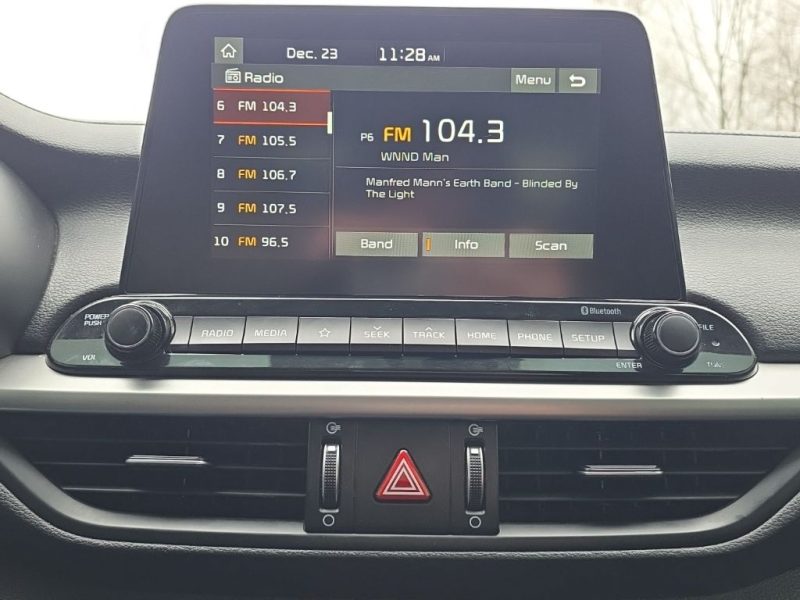 Dec. 23 11:28 AM
Radio Menu
6 FM 104.3
7 FM 105.5
8 FM 106.7
9 FM 107.5
10 FM 96.5
P6 FM 104.3
WNND Man
Manfred Mann's Earth Band - Blinded By
The Light
Band Info Scan
Bluetooth
POWER
PUSH
VOL
RADIO MEDIA SEEK TRACK HOME PHONE SETUP
FILE
ENTER